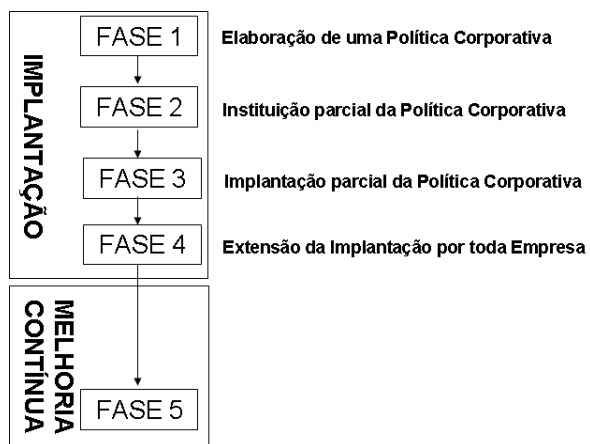 IMPLANTAÇÃO
FASE 1
Elaboração de uma Política Corporativa
FASE 2
Instituição parcial da Política Corporativa
FASE 3
Implantação parcial da Política Corporativa
FASE 4
Extensão da Implantação por toda Empresa
MELHORIA
CONTÍNUA
FASE 5